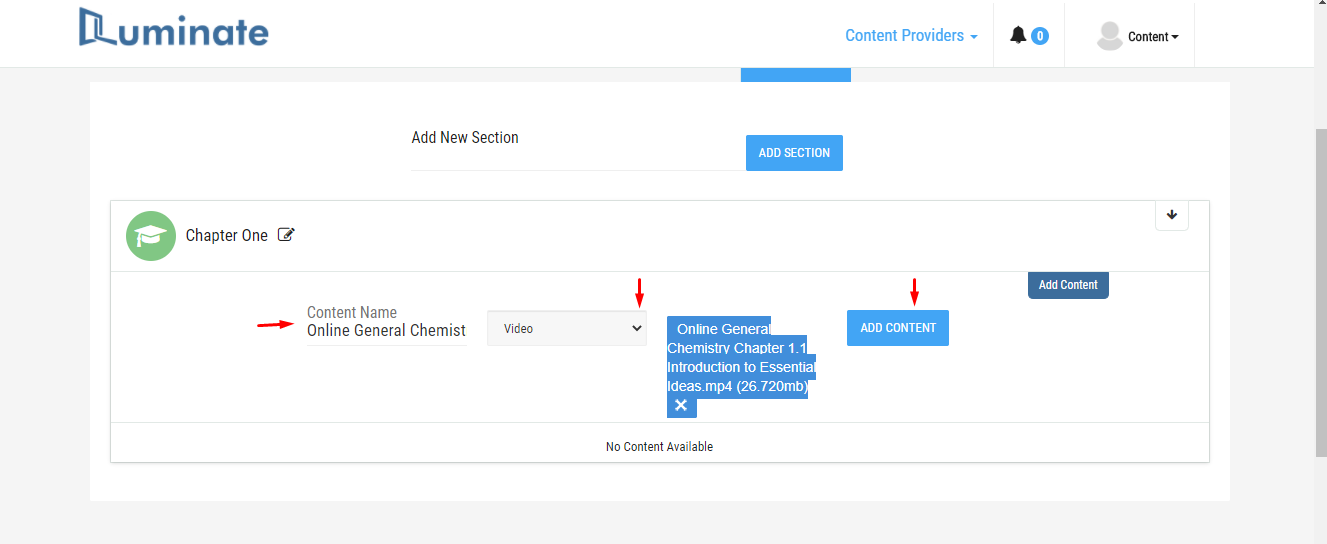 Luminate
Content Providers
0
Content
Add New Section
ADD SECTION
Chapter One
Add Content
Content Name
Online General Chemist
Video
Online General
Chemistry Chapter 1.1
Introduction to Essential
Ideas.mp4 (26.720mb)
ADD CONTENT
No Content Available